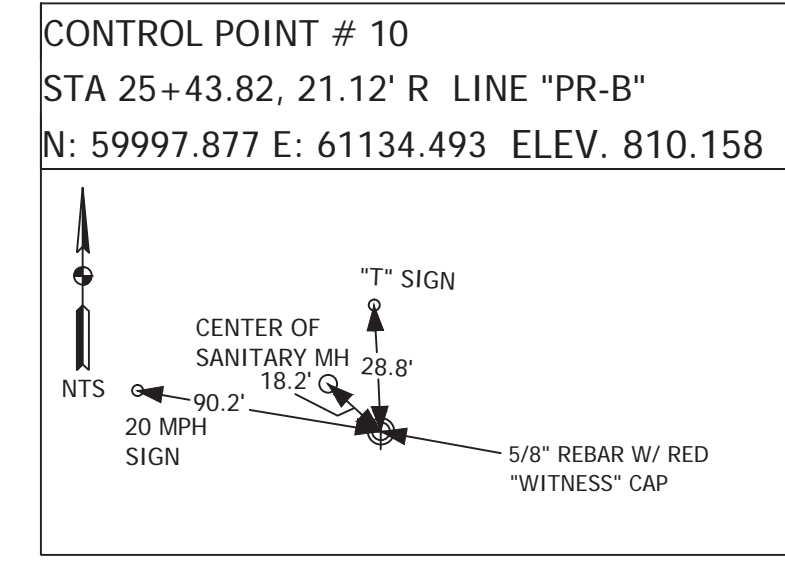 CONTROL POINT # 10
STA 25+43.82, 21.12' R LINE "PR-B"
N: 59997.877 E: 61134.493 ELEV. 810.158
"T" SIGN
CENTER OF
SANITARY MH
28.8'
18.2'
NTS
90.2'
20 MPH
SIGN
5/8" REBAR W/ RED
"WITNESS" CAP